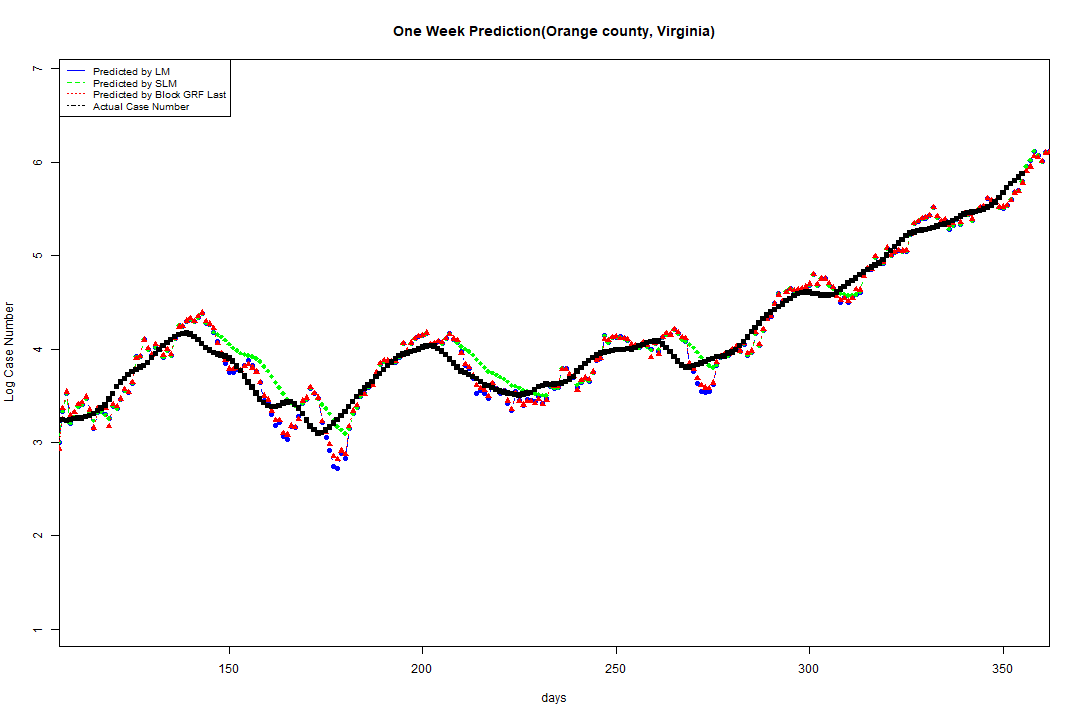 One Week Prediction(Orange county, Virginia)
Predicted by LM
Predicted by SLM
Predicted by Block GRF Last
Actual Case Number
7
6
5
4
3
2
1
Log Case Number
150 200 250 300 350
days